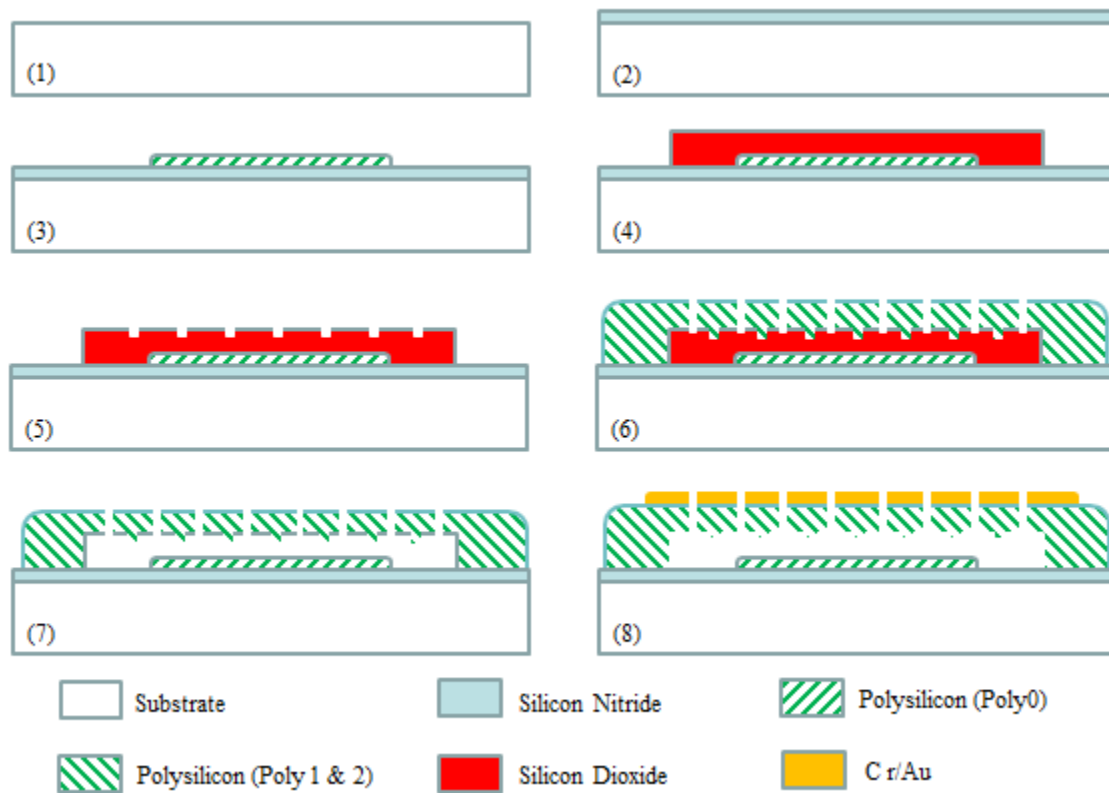 (1)
(2)
(3)
(4)
(5)
(6)
(7)
(8)
Substrate
Silicon Nitride
Polysilicon (Poly0)
Polysilicon (Poly 1 & 2)
Silicon Dioxide
C r/Au